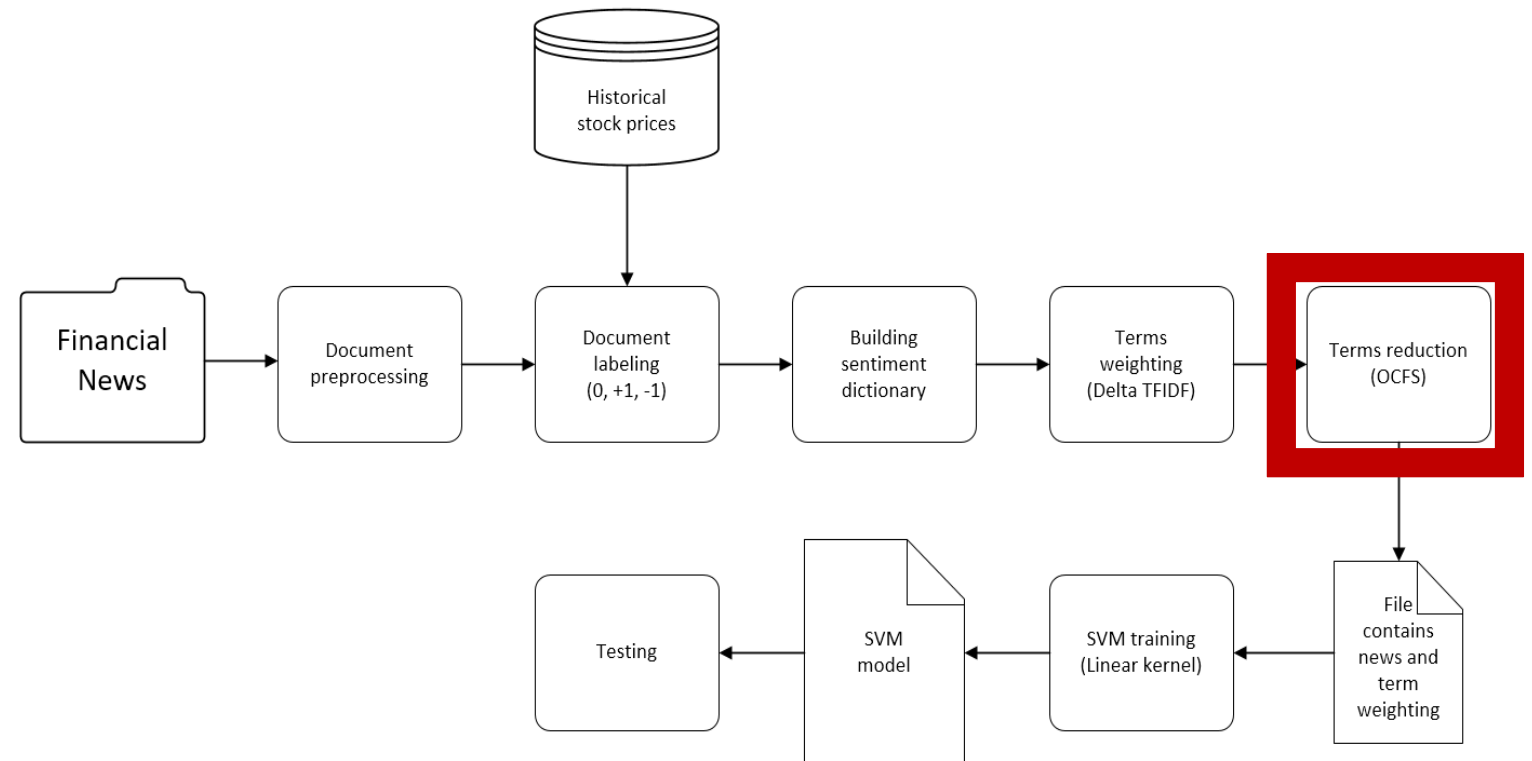 Historical
stock prices
Financial
News
Document
preprocessing
Document
labeling
(0, +1, -1)
Building
sentiment
dictionary
Terms
weighting
(Delta TFIDF)
Terms reduction
(OCFS)
Testing
SVM
model
SVM training
(Linear kernel)
File
contains
news and
term
weighting